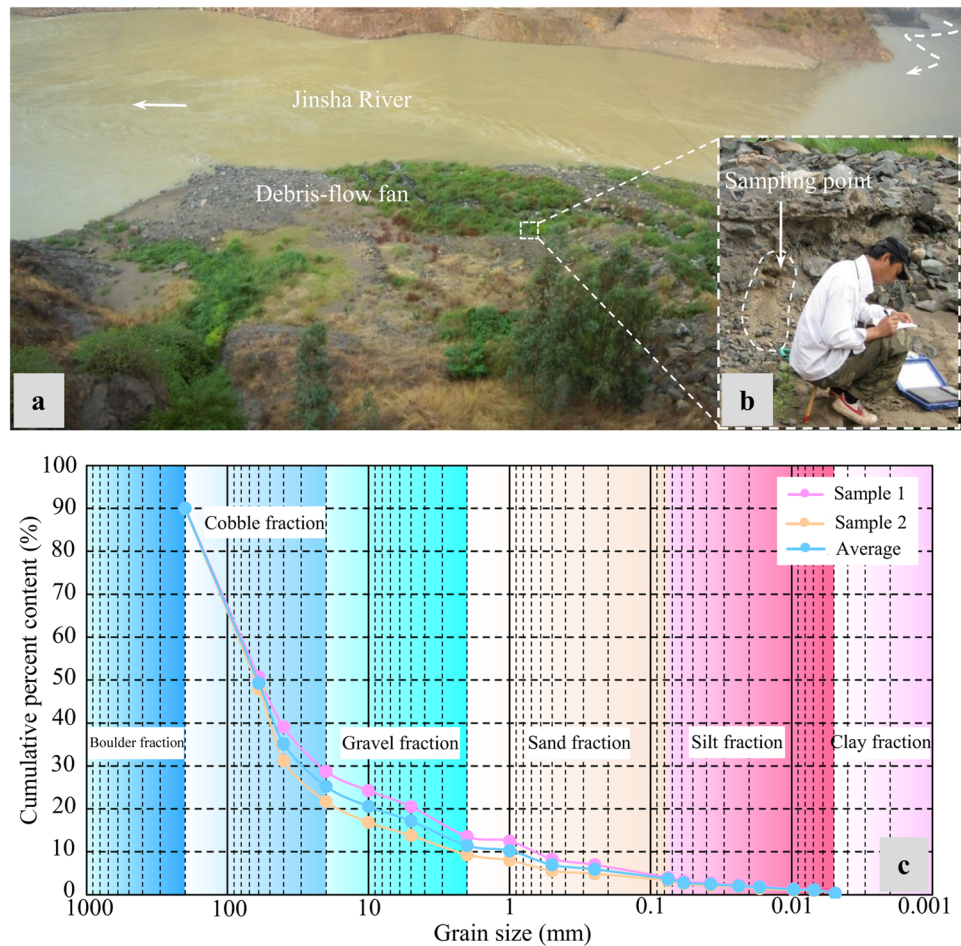 Jinsha River
Debris-flow fan
Sampling point
a
b
100
90
80
70
60
50
40
30
20
10
0
Cumulative percent content (%)
Cobble fraction
Sample 1
Sample 2
Average
Boulder fraction
Gravel fraction
Sand fraction
Silt fraction
Clay fraction
c
1000
100
10
1
0.1
0.01
0.001
Grain size (mm)